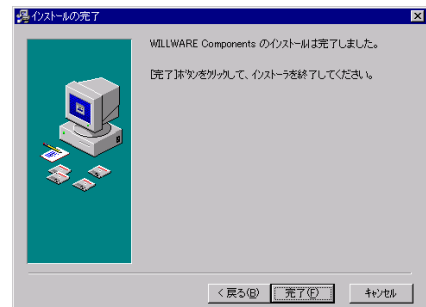 インストールの完了
WILLWARE Components のインストールは完了しました。
[完了]ボタンをクリックして、インストーラを終了してください。
< 戻る(B)
完了(F)
キャンセル